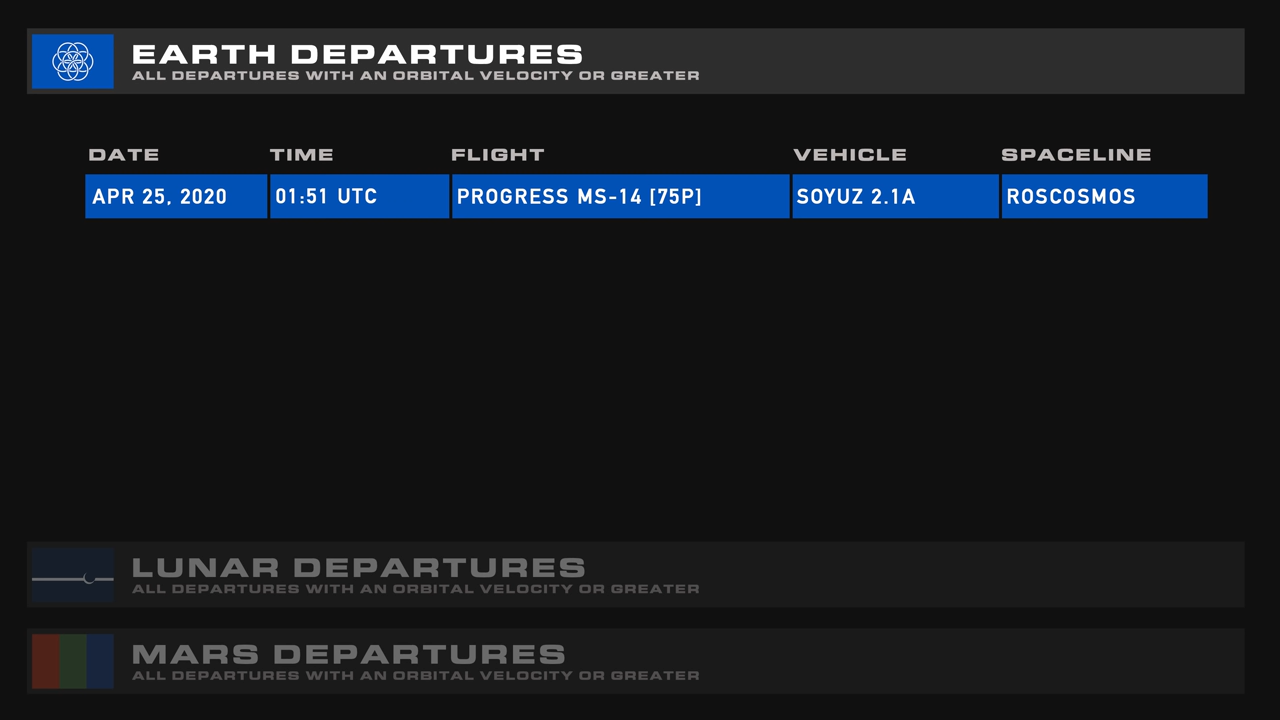 EARTH DEPARTURES
ALL DEPARTURES WITH AN ORBITAL VELOCITY OR GREATER
DATE TIME FLIGHT VEHICLE SPACELINE
APR 25, 2020 01:51 UTC PROGRESS MS-14 [75P] SOYUZ 2.1A ROSCOSMOS
LUNAR DEPARTURES
ALL DEPARTURES WITH AN ORBITAL VELOCITY OR GREATER
MARS DEPARTURES
ALL DEPARTURES WITH AN ORBITAL VELOCITY OR GREATER